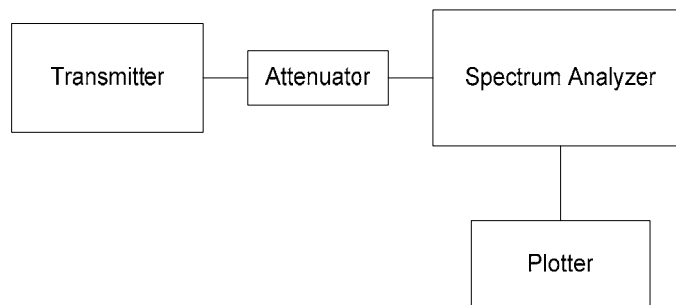 Transmitter
Attenuator
Spectrum Analyzer
Plotter